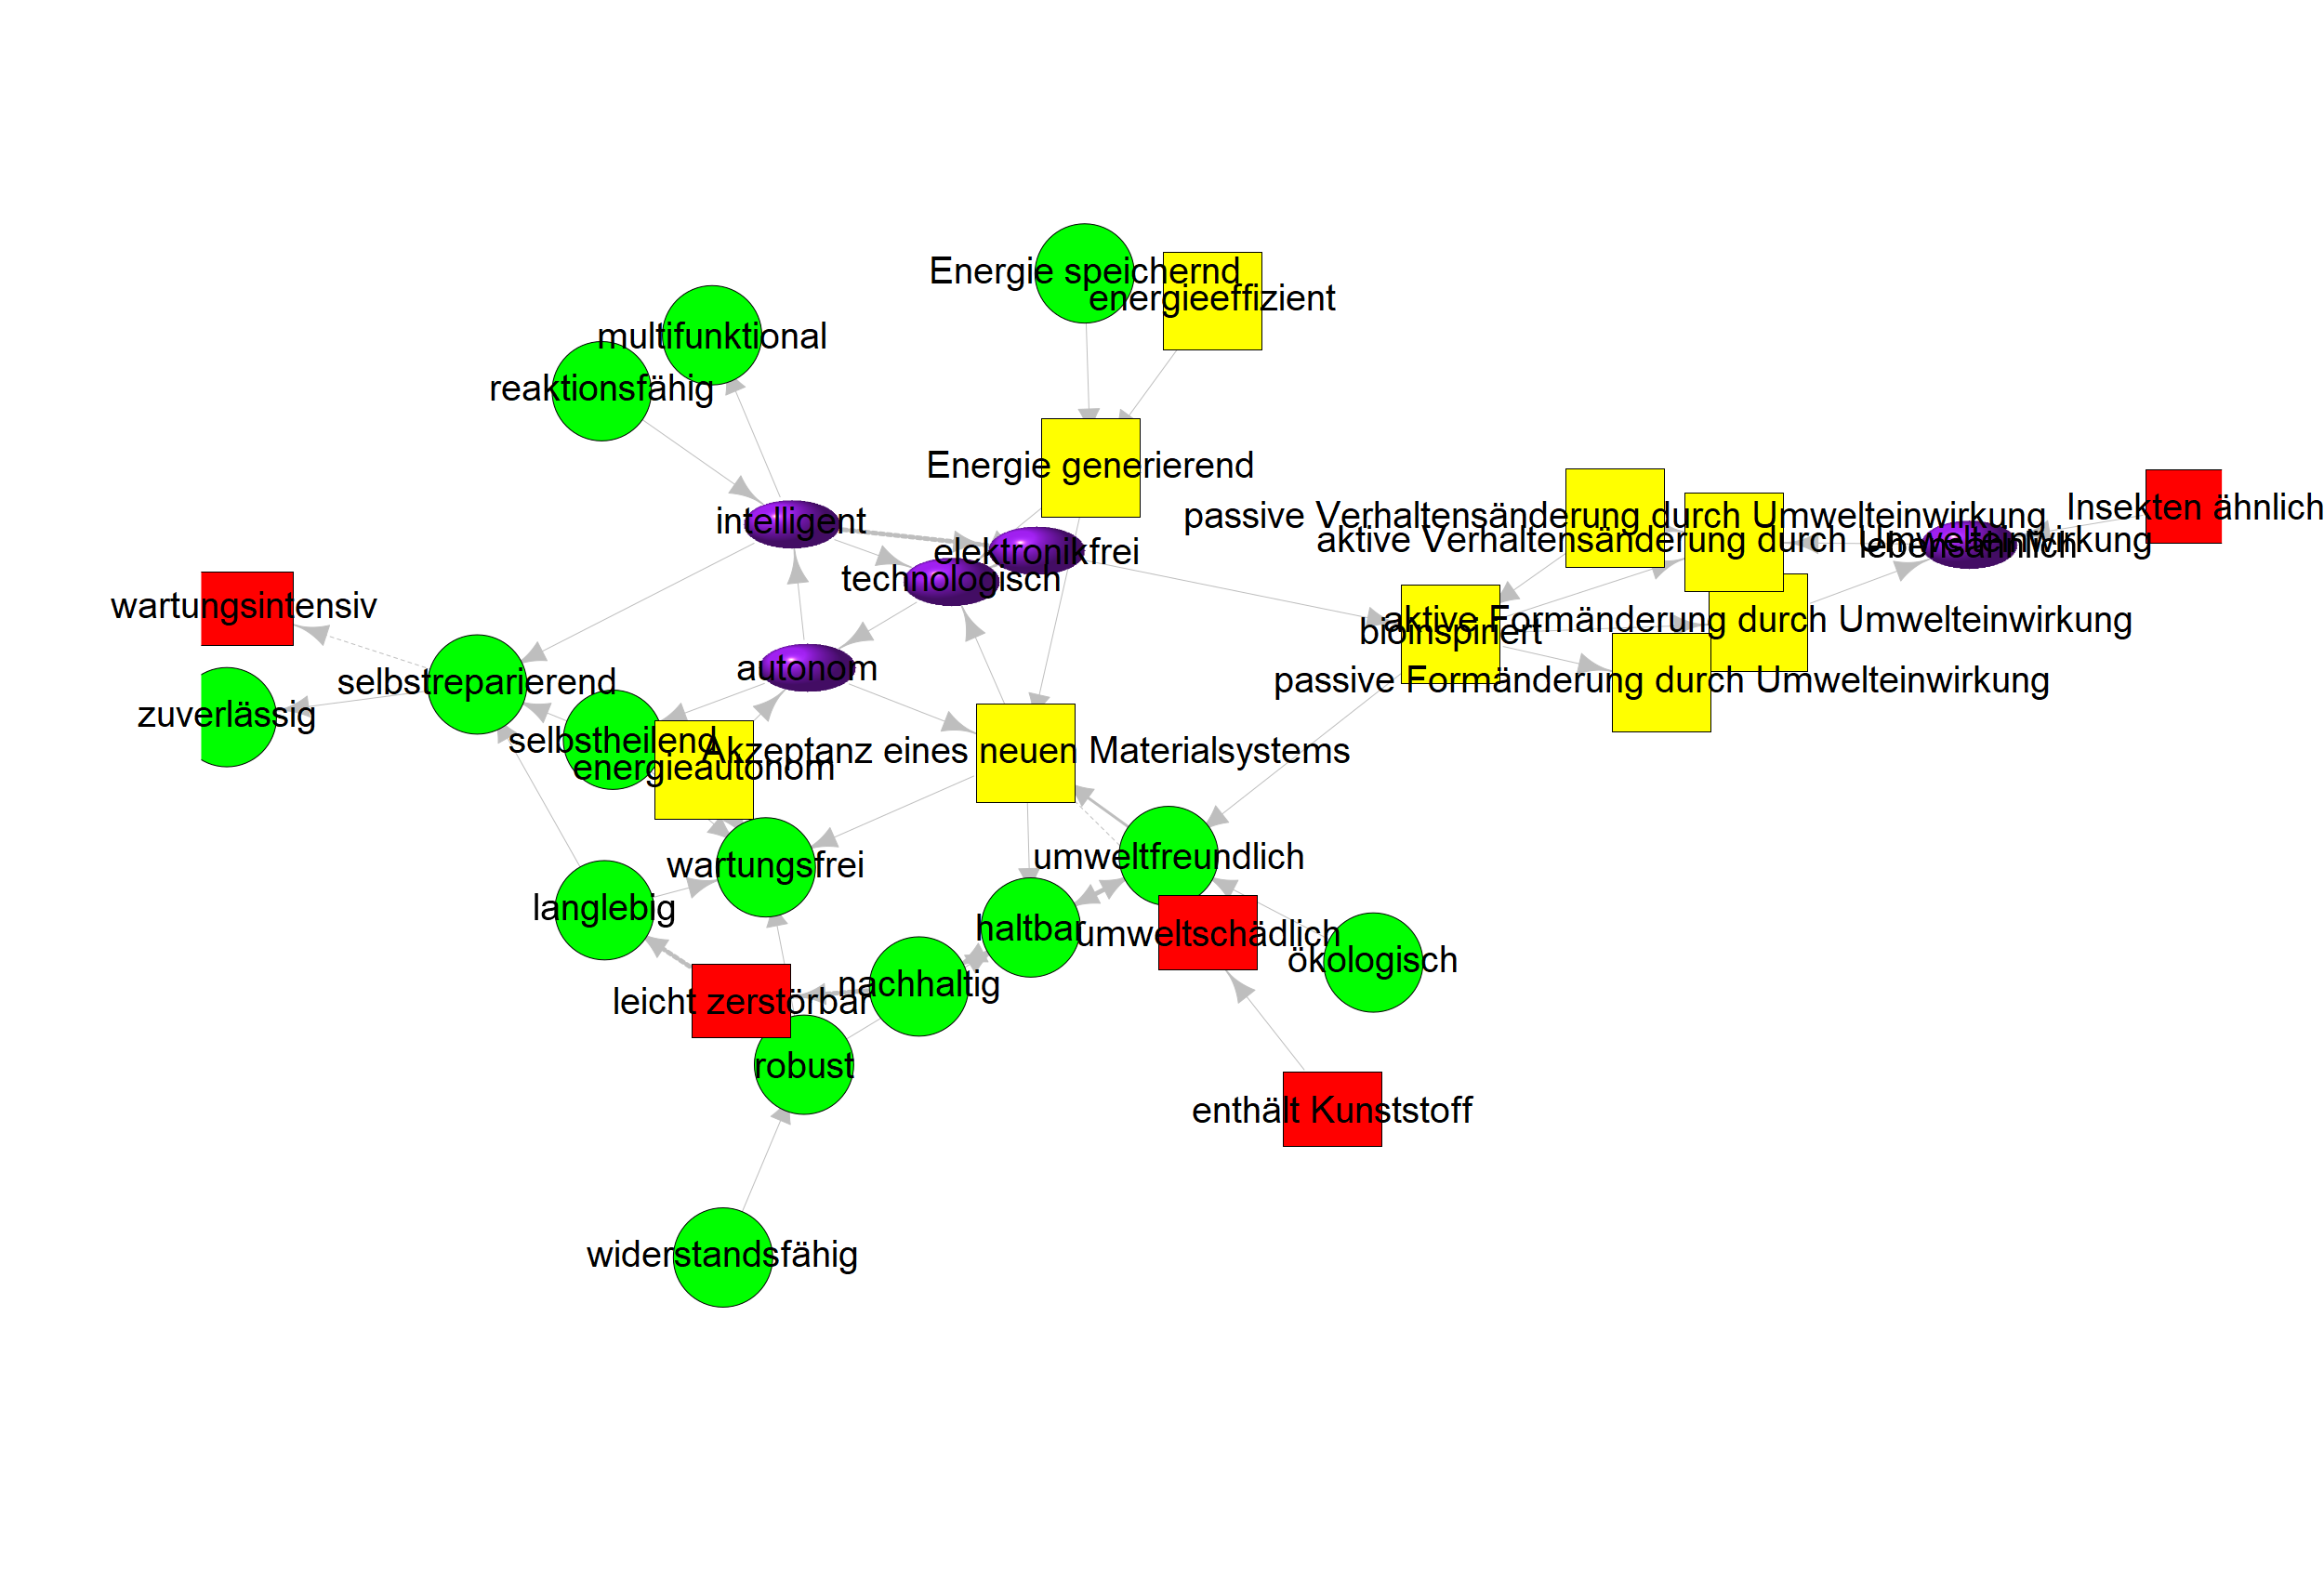 Energie speichernd
energieeffizient
multifunktional
reaktionsfähig
Energie generierend
passive Verhaltensänderung durch Umwelteinwirkung
Insekten ähnlich
intelligent
aktive Verhaltensänderung durch Umwelteinwirkung
lebensähnlich
elektronikfrei
technologisch
wartungsintensiv
aktive Formänderung durch Umwelteinwirkung
bioinspiriert
autonom
selbstreparierend
passive Formänderung durch Umwelteinwirkung
zuverlässig
selbstheilend
Akzeptanz eines neuen Materialsystems
energieautonom
umweltfreundlich
wartungsfrei
langlebig
haltbar
umweltschädlich
ökologisch
nachhaltig
leicht zerstörbar
robust
enthält Kunststoff
widerstandsfähig